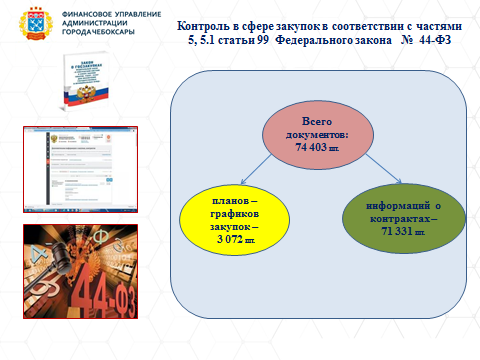 ФИНАНСОВОЕ УПРАВЛЕНИЕ
АДМИНИСТРАЦИИ
ГОРОДА ЧЕБОКСАРЫ
Контроль в сфере закупок в соответствии с частями
5, 5.1 статьи 99 Федерального закона № 44-ФЗ
ЗАКОН
О ГОСЗАКУПКАХ
Всего
документов:
74 403 шт.
планов –
графиков
закупок –
3 072 шт.
информаций о
контрактах –
71 331 шт.
44-ФЗ